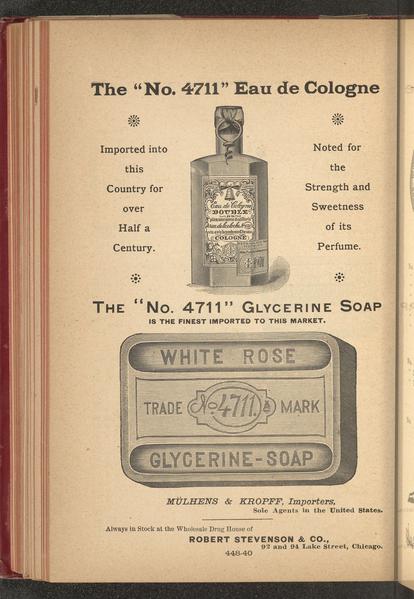 The "No. 4711" Eau de Cologne
Imported into
this
Country for
over
Half a
Century.
Noted for
the
Strength and
Sweetness
of its
Perfume.
Eau de Cologne
DOUBLE
COLOGNE
4711
THE "NO. 4711" GLYCERINE SOAP
IS THE FINEST IMPORTED TO THIS MARKET.
WHITE ROSE
TRADE No. 4711. MARK
GLYCERINE-SOAP
MÜLHENS & KROPFF, Importers,
Sole Agents in the United States.
Always in Stock at the Wholesale Drug House of
ROBERT STEVENSON & CO.,
92 and 94 Lake Street, Chicago.
448-40